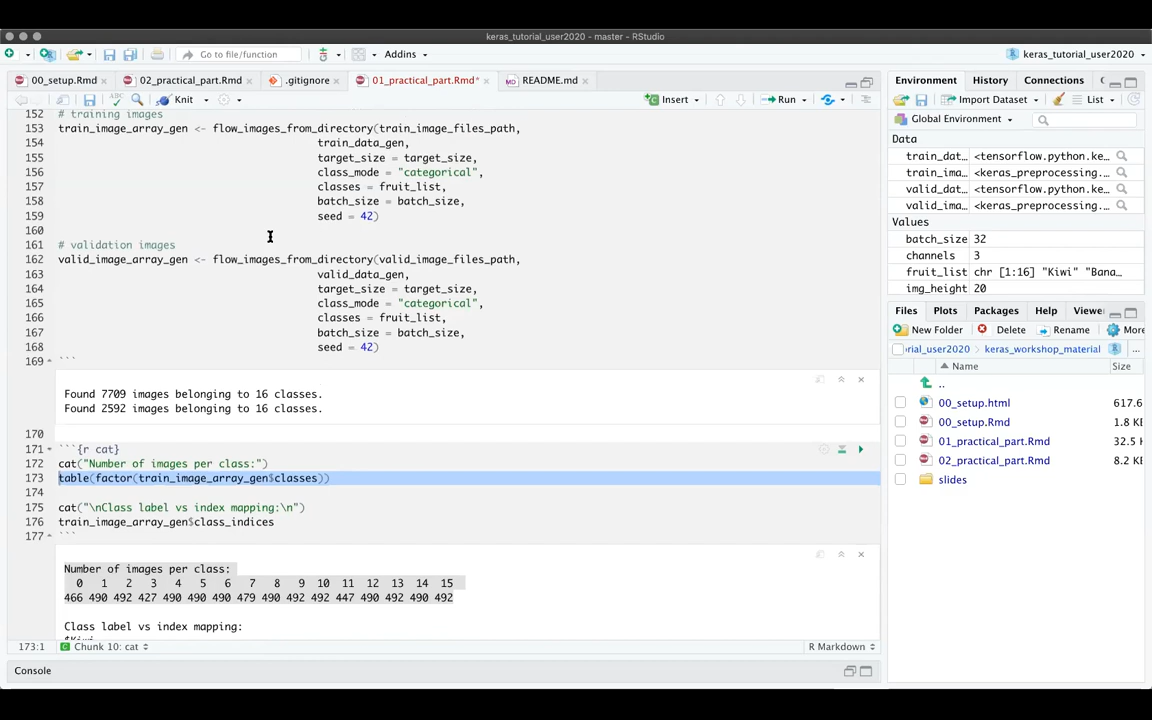 keras_tutorial_user2020 - master - RStudio
Go to file/function
Addins
keras_tutorial_user2020
00_setup.Rmd
02_practical_part.Rmd
.gitignore
01_practical_part.Rmd*
README.md
Knit
Insert
Run
152 # training images
153 train_image_array_gen <- flow_images_from_directory(train_image_files_path,
154 train_data_gen,
155 target_size = target_size,
156 class_mode = "categorical",
157 classes = fruit_list,
158 batch_size = batch_size,
159 seed = 42)
160
161 # validation images
162 valid_image_array_gen <- flow_images_from_directory(valid_image_files_path,
163 valid_data_gen,
164 target_size = target_size,
165 class_mode = "categorical",
166 classes = fruit_list,
167 batch_size = batch_size,
168 seed = 42)
169 ```
Found 7709 images belonging to 16 classes.
Found 2592 images belonging to 16 classes.
170
171 ```{r cat}
172 cat("Number of images per class:")
173 table(factor(train_image_array_gen$classes))
174
175 cat("\nClass label vs index mapping:\n")
176 train_image_array_gen$class_indices
177 ```
Number of images per class:
0 1 2 3 4 5 6 7 8 9 10 11 12 13 14 15
466 490 492 427 490 490 490 479 490 492 492 447 490 492 490 492
Class label vs index mapping:
$Kiwi
173:1 Chunk 10: cat R Markdown
Console
Environment History Connections
Import Dataset List
Global Environment
Data
train_dat… <tensorflow.python.ke…
train_ima… <keras_preprocessing.…
valid_dat… <tensorflow.python.ke…
valid_ima… <keras_preprocessing.…
Values
batch_size 32
channels 3
fruit_list chr [1:16] "Kiwi" "Bana…
img_height 20
Files Plots Packages Help Viewe
New Folder Delete Rename More
rial_user2020 keras_workshop_material ...
Name Size
..
00_setup.html 617.6
00_setup.Rmd 1.8 KE
01_practical_part.Rmd 32.5
02_practical_part.Rmd 8.2 KE
slides